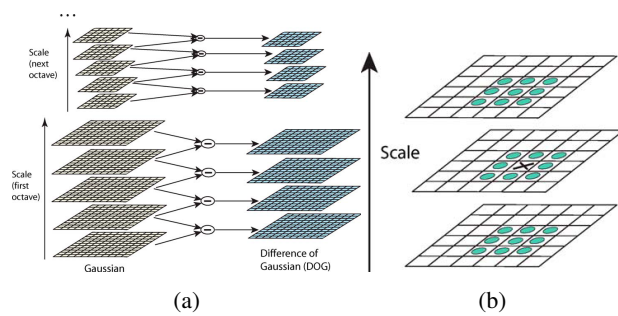 ...
Scale
(next
octave)
Scale
(first
octave)
Gaussian
Difference of
Gaussian (DOG)
(a)
Scale
(b)